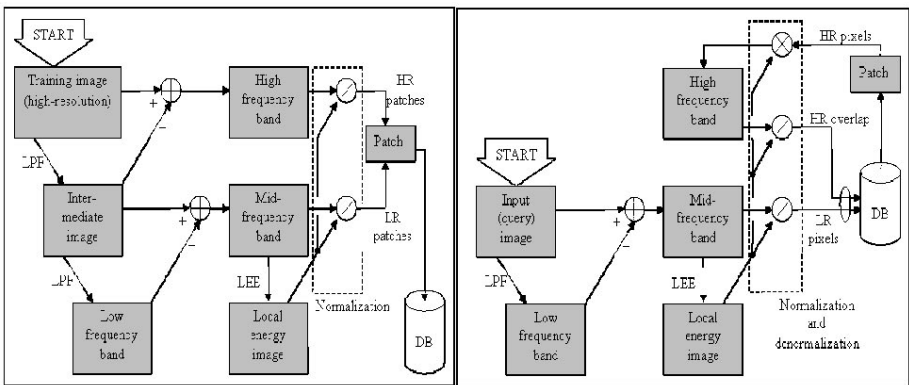 START
Training image
(high-resolution)
+
−
High
frequency
band
HR
patches
Patch
LPF
Inter-
mediate
image
+
−
Mid-
frequency
band
LR
patches
LPF
LEE
Normalization
Low
frequency
band
Local
energy
image
DB
HR pixels
Patch
High
frequency
band
HR overlap
START
Input
(query)
image
+
−
Mid-
frequency
band
DB
LR
pixels
LPF
LEE
Low
frequency
band
Local
energy
image
Normalization
and
denormalization